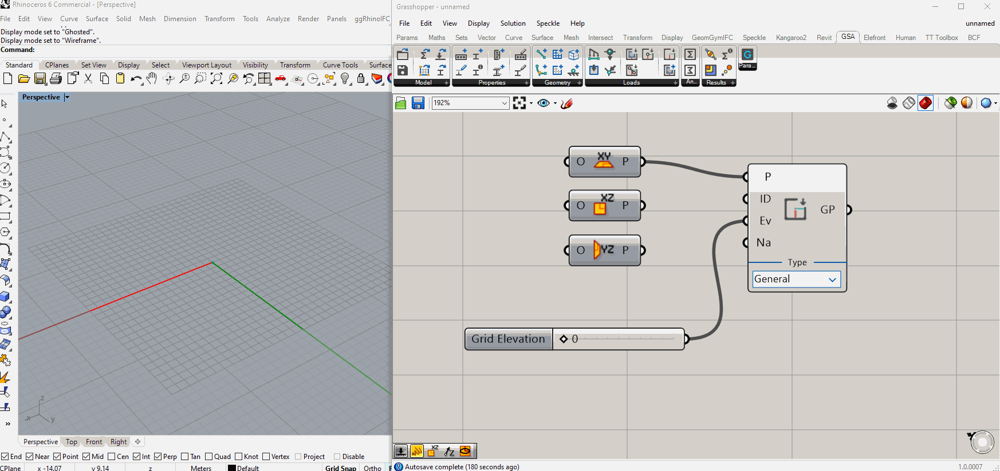 Rhinoceros 6 Commercial - [Perspective]
File Edit View Curve Surface Solid Mesh Dimension Transform Tools Analyze Render Panels ggRhinoIFC
Display mode set to "Ghosted".
Display mode set to "Wireframe".
Command:
Standard CPlanes Set View Display Select Viewport Layout Visibility Transform Curve Tools Surface
Perspective
z
x y
Perspective Top Front Right
End Near Point Mid Cen Int Perp Tan Quad Knot Vertex Project Disable
CPlane x -14.07 y 9.14 z Meters Default Grid Snap Ortho
Grasshopper - unnamed
File Edit View Display Solution Speckle Help unnamed
Params Maths Sets Vector Curve Surface Mesh Intersect Transform Display GeomGymIFC Speckle Kangaroo2 Revit GSA Elefront Human TT Toolbox BCF
Model Properties Geometry Loads An... Results Para...
192%
O XY P
O XZ P
O YZ P
P
ID
Ev
Na
GP
Type
General
Grid Elevation 0
XZ
Z
Autosave complete (180 seconds ago)
1.0.0007